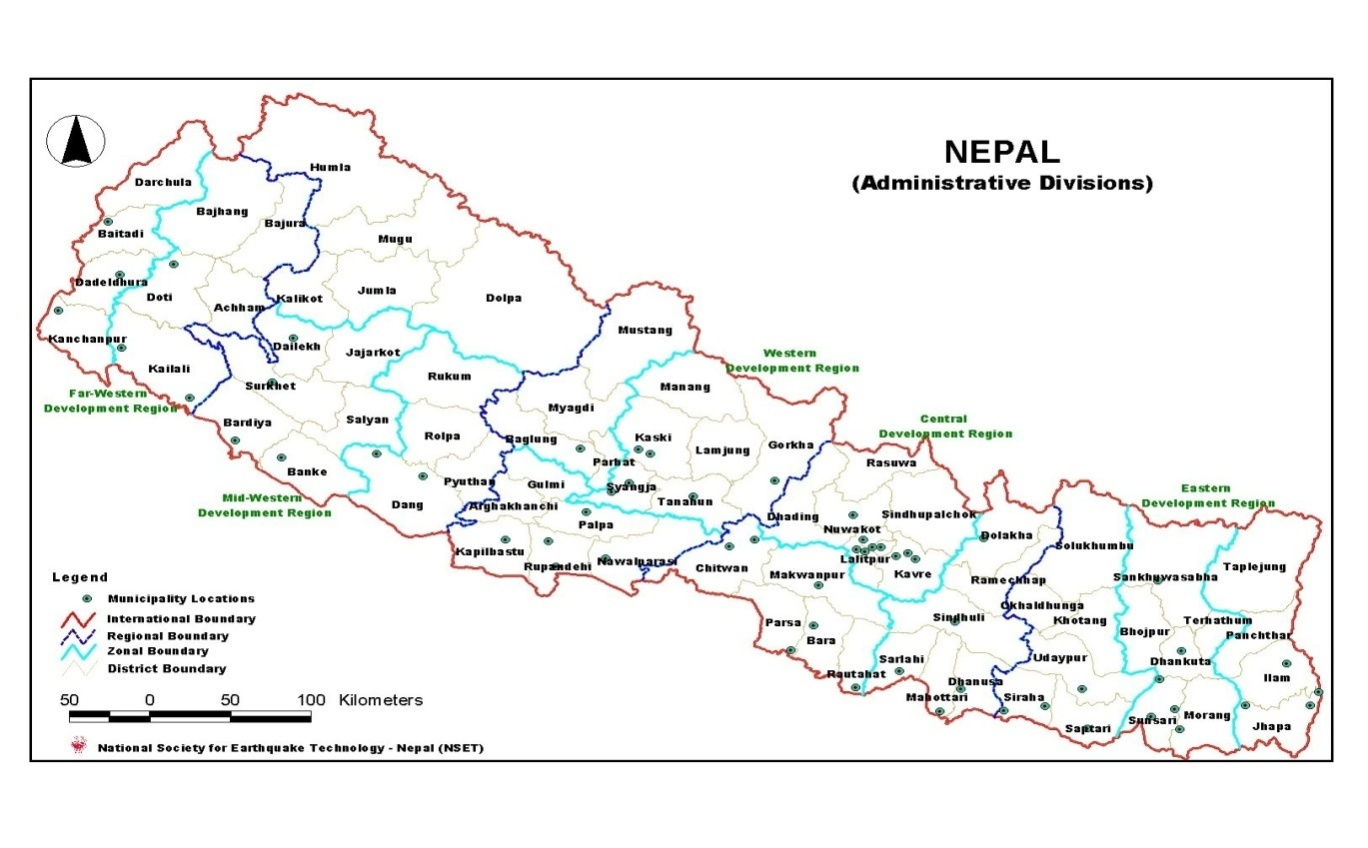 NEPAL
(Administrative Divisions)
Humla
Darchula
Bajhang
Bajura
Baitadi
Mugu
Dadeldhura
Doti
Jumla
Kalikot
Dolpa
Achham
Mustang
Kanchanpur
Dailekh
Jajarkot
Western
Development Region
Kailali
Rukum
Surkhet
Manang
Far-Western
Development Region
Myagdi
Bardiya
Salyan
Central
Development Region
Rolpa
Baglung
Kaski
Gorkha
Lamjung
Parbat
Rasuwa
Banke
Pyuthan
Gulmi
Syangja
Eastern
Development Region
Mid-Western
Development Region
Dang
Arghakhanchi
Tanahun
Dhading
Sindhupalchok
Palpa
Nuwakot
Dolakha
Solukhumbu
Kapilbastu
Rupandehi
Nawalparasi
Chitwan
Lalitpur
Makwanpur
Kavre
Ramechhap
Sankhuwasabha
Taplejung
Okhaldhunga
Khotang
Sindhuli
Parsa
Bara
Bhojpur
Terhathum
Panchthar
Sarlahi
Udaypur
Dhankuta
Rautahat
Dhanusa
Ilam
Mahottari
Siraha
Saptari
Sunsari
Morang
Jhapa
Legend
Municipality Locations
International Boundary
Regional Boundary
Zonal Boundary
District Boundary
50 0 50 100 Kilometers
National Society for Earthquake Technology - Nepal (NSET)